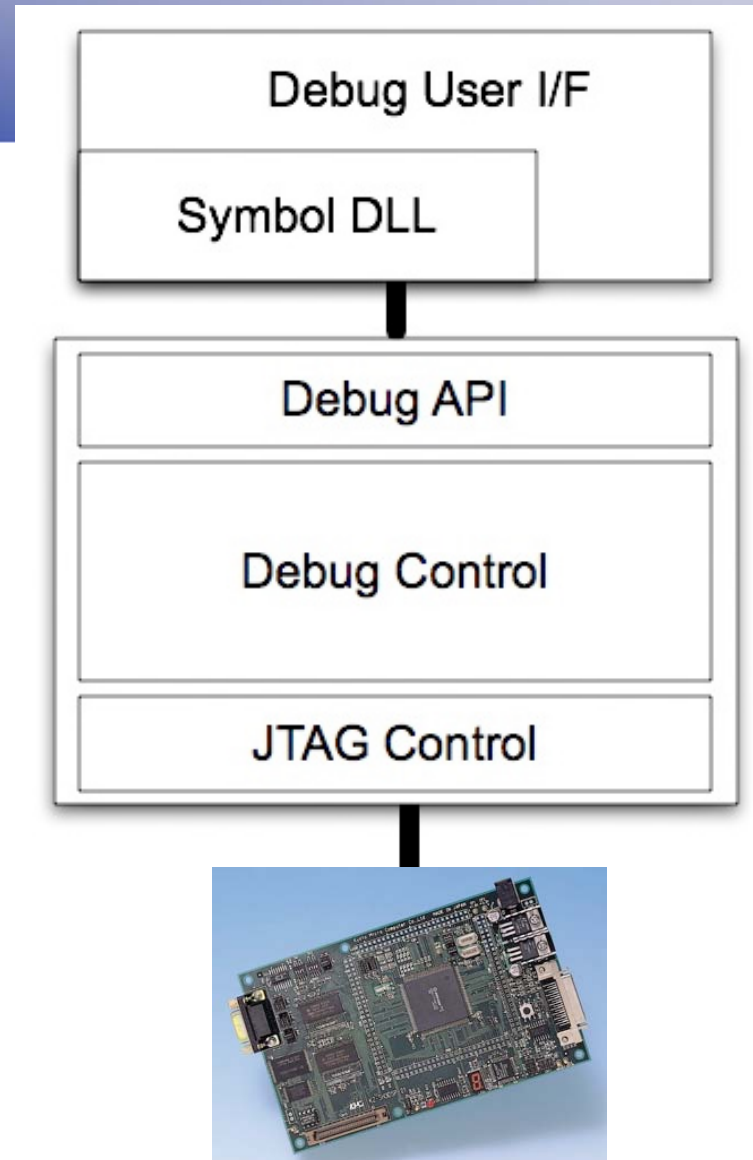 Debug User I/F
Symbol DLL
Debug API
Debug Control
JTAG Control